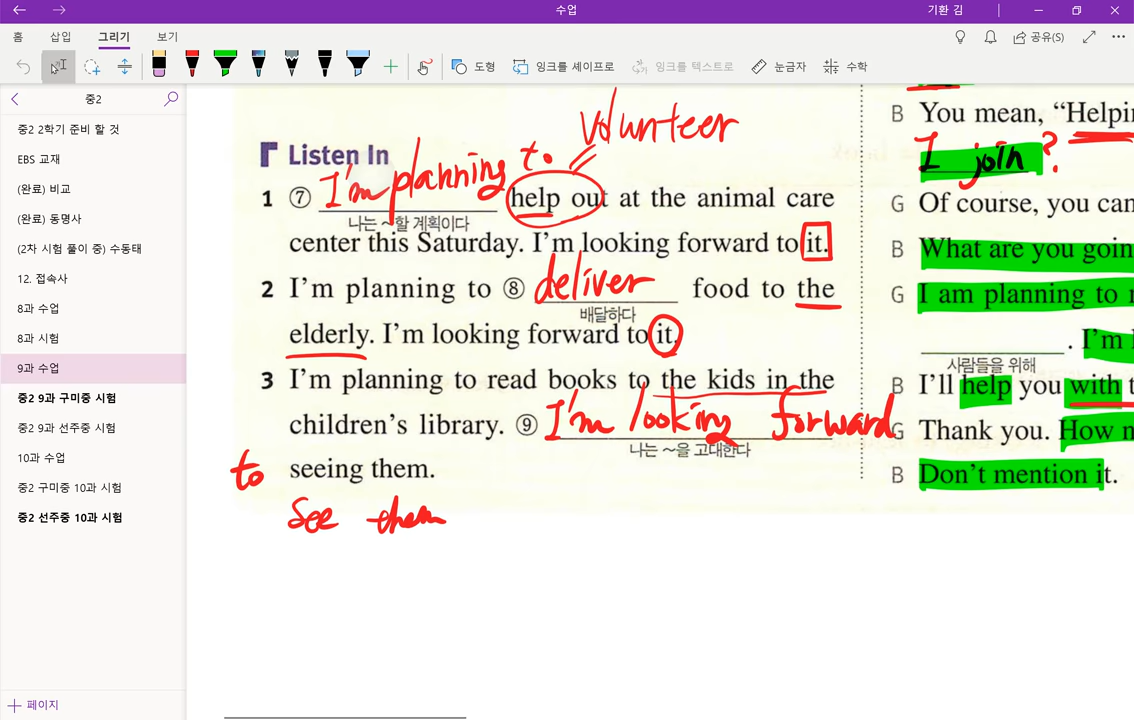 수업
기환 김
홈 삽입 그리기 보기
공유(S)
도형 잉크를 셰이프로 잉크를 텍스트로 눈금자 수학
중2
중2 2학기 준비 할 것
EBS 교재
(완료) 비교
(완료) 동명사
(2차 시험 풀이 중) 수동태
12. 접속사
8과 수업
8과 시험
9과 수업
중2 9과 구미중 시험
중2 9과 선주중 시험
10과 수업
중2 구미중 10과 시험
중2 선주중 10과 시험
페이지
volunteer
Listen In
1 ⑦ I'm planning to help out at the animal care
나는 ~할 계획이다
center this Saturday. I'm looking forward to it.
2 I'm planning to ⑧ deliver food to the
배달하다
elderly. I'm looking forward to it.
3 I'm planning to read books to the kids in the
children's library. ⑨ I'm looking forward
나는 ~을 고대한다
to seeing them.
see them
B You mean, “Helpin
I join?
G Of course, you can
B What are you goin
G I am planning to r
. I'm l
사람들을 위해
B I'll help you with t
G Thank you. How n
B Don't mention it.